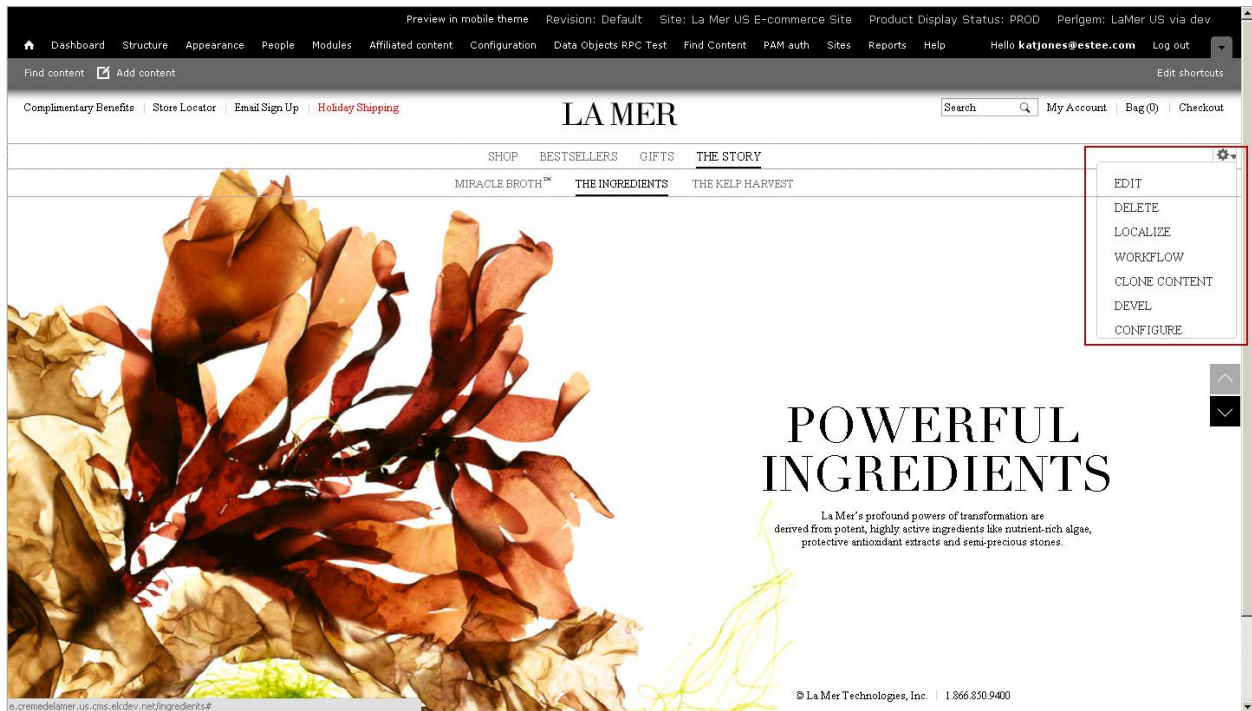 Preview in mobile theme Revision: Default Site: La Mer US E-commerce Site Product Display Status: PROD Perlgem: LaMer US via dev
Dashboard Structure Appearance People Modules Affiliated content Configuration Data Objects RPC Test Find Content PAM auth Sites Reports Help Hello katjones@estee.com Log out
Find content Add content Edit shortcuts
Complimentary Benefits Store Locator Email Sign Up Holiday Shipping LA MER Search My Account Bag (0) Checkout
SHOP BESTSELLERS GIFTS THE STORY
MIRACLE BROTH™ THE INGREDIENTS THE KELP HARVEST
EDIT
DELETE
LOCALIZE
WORKFLOW
CLONE CONTENT
DEVEL
CONFIGURE
POWERFUL
INGREDIENTS
La Mer's profound powers of transformation are
derived from potent, highly active ingredients like nutrient-rich algae,
protective antioxidant extracts and semi-precious stones.
© La Mer Technologies, Inc. | 1.866.850.9400
e.cremedelamer.us.cms.elcdev.net/ingredients#